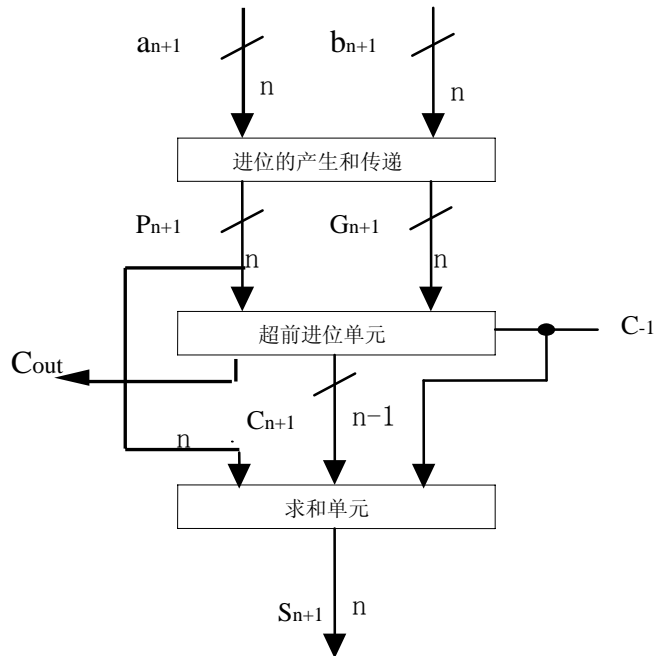 an+1
bn+1
n
n
进位的产生和传递
Pn+1
Gn+1
n
n
超前进位单元
C-1
Cout
Cn+1
n-1
n
求和单元
Sn+1
n